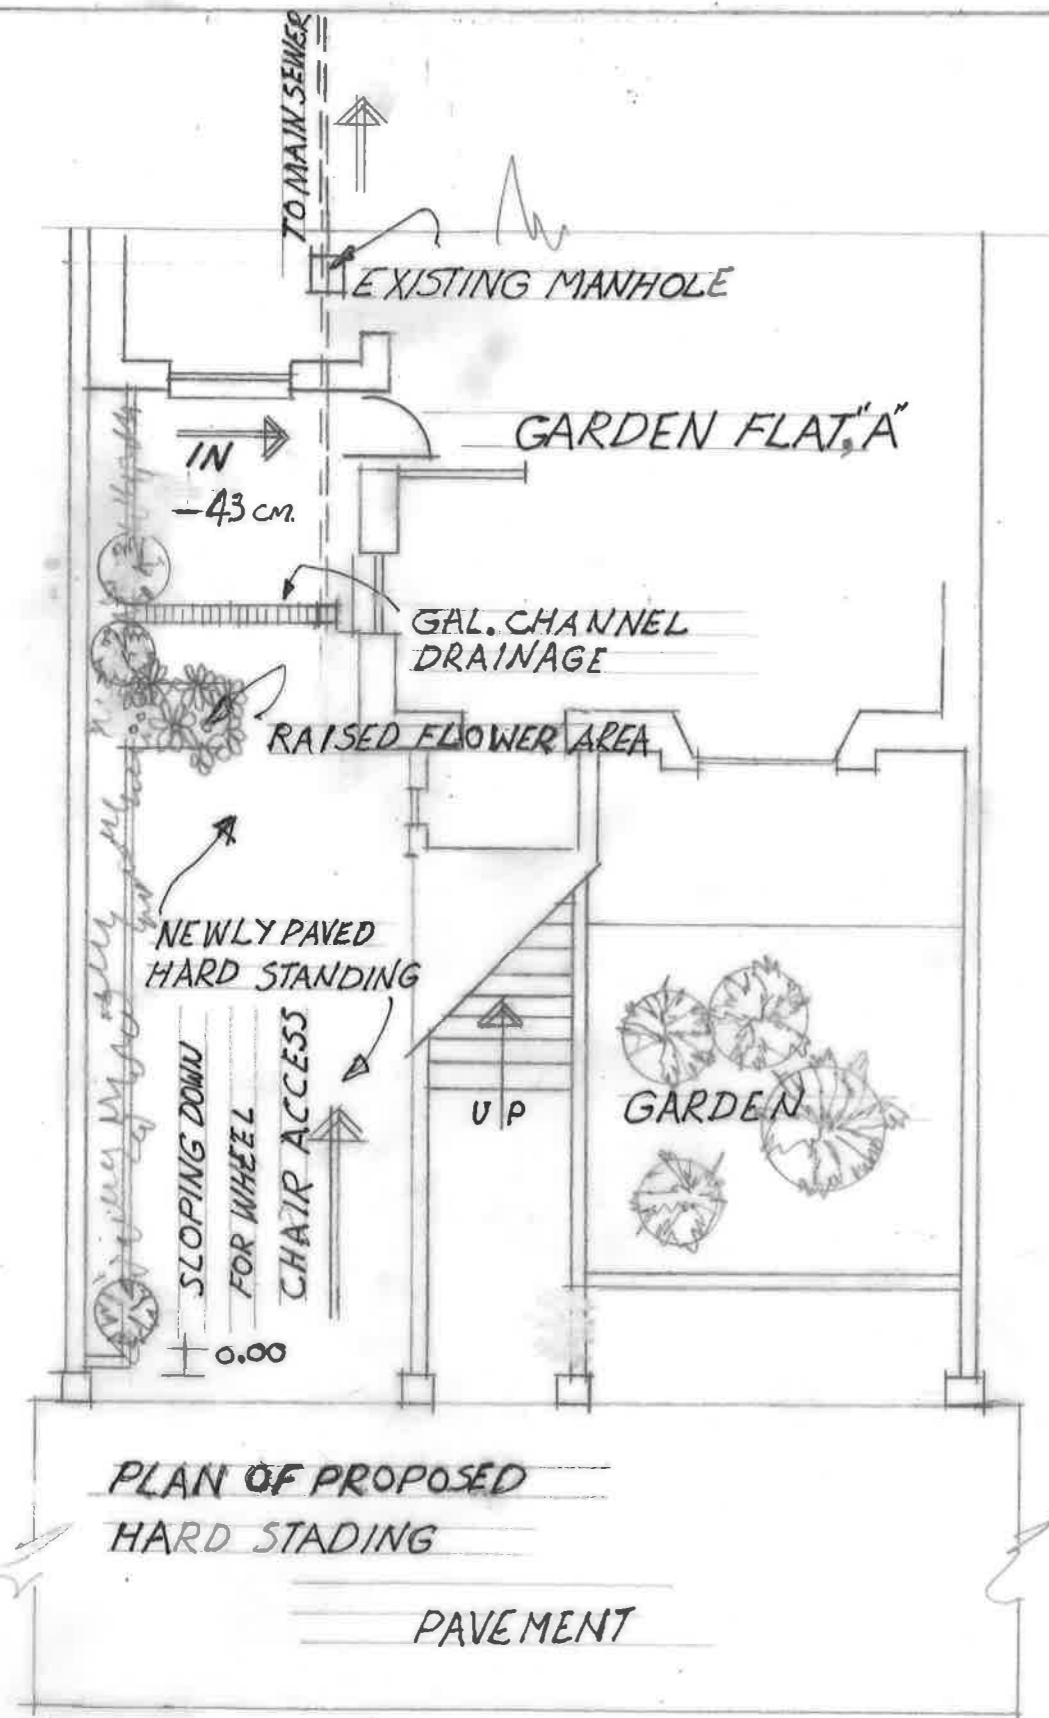 TO MAIN SEWER
EXISTING MANHOLE
GARDEN FLAT, "A"
IN
-43 cm.
GAL. CHANNEL
DRAINAGE
RAISED FLOWER AREA
NEWLY PAVED
HARD STANDING
SLOPING DOWN
FOR WHEEL
CHAIR ACCESS
UP
GARDEN
0.00
PLAN OF PROPOSED
HARD STADING
PAVEMENT